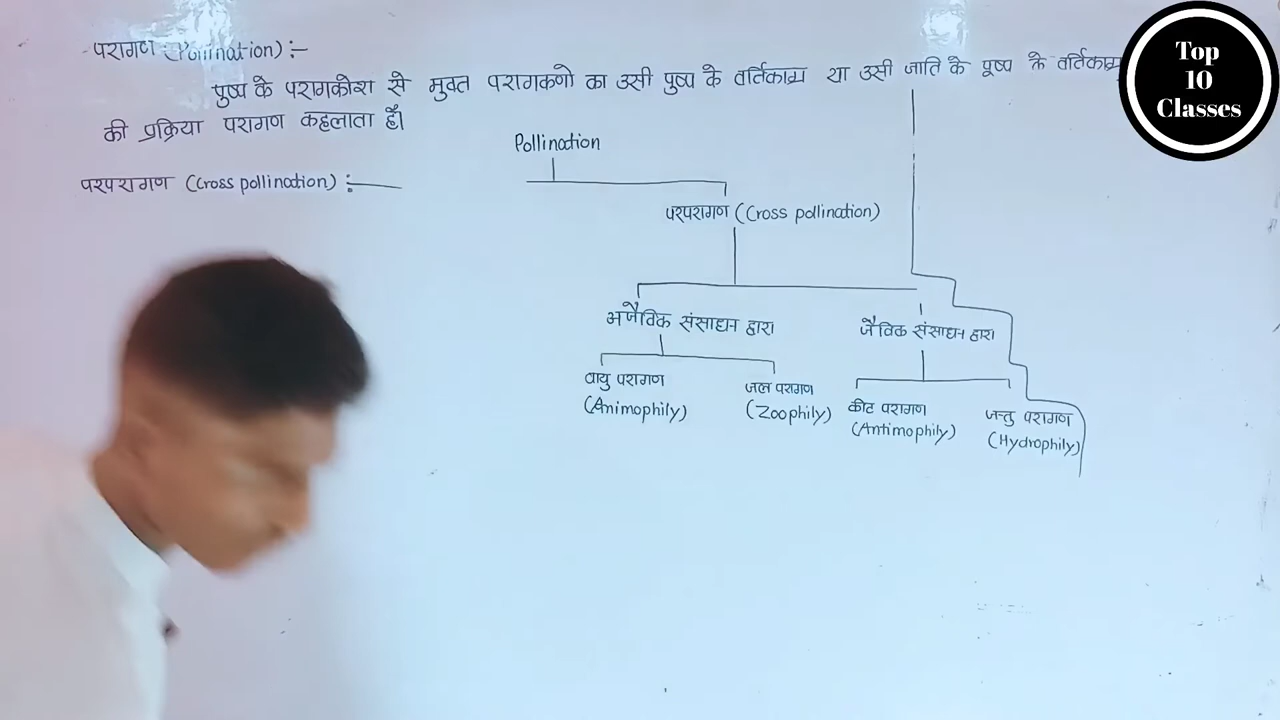 परागण (Pollination) :-
पुष्प के परागकोश से मुक्त परागकणो का उसी पुष्प के वर्तिकाग्र या उसी जाति के पुष्प के वर्तिकाग्र
की प्रक्रिया परागण कहलाता है।
Pollination
परपरागण (Cross pollination) :-
परपरागण (Cross pollination)
अजैविक संसाधन द्वारा
जैविक संसाधन द्वारा
वायु परागण
(Animophily)
जल परागण
(Zoophily)
कीट परागण
(Antimophily)
जन्तु परागण
(Hydrophily)
Top
10
Classes